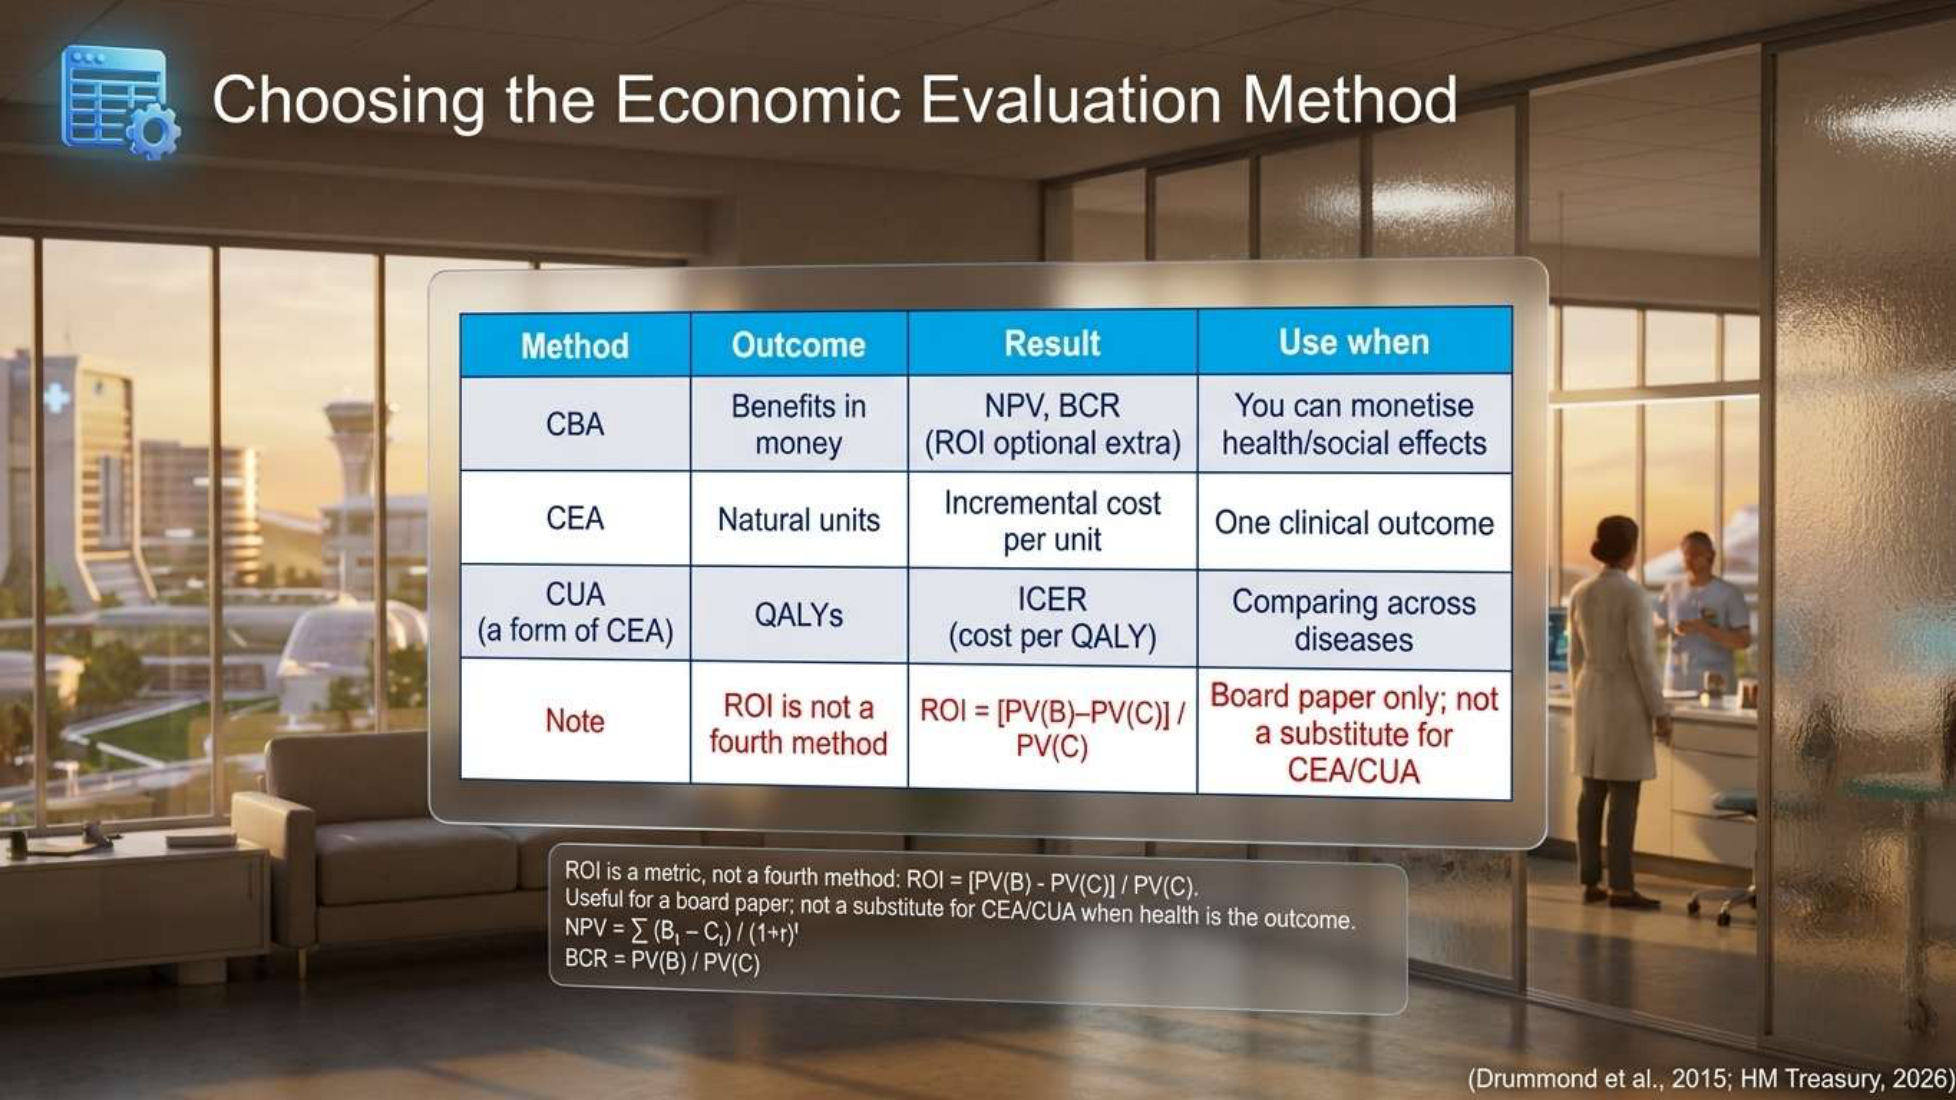 Choosing the Economic Evaluation Method
Method Outcome Result Use when
CBA
Benefits in
money
NPV, BCR
(ROI optional extra)
You can monetise
health/social effects
CEA
Natural units
Incremental cost
per unit
One clinical outcome
CUA
(a form of CEA)
QALYs
ICER
(cost per QALY)
Comparing across
diseases
Note
ROI is not a
fourth method
ROI = [PV(B)–PV(C)] /
PV(C)
Board paper only; not
a substitute for
CEA/CUA
ROI is a metric, not a fourth method: ROI = [PV(B) - PV(C)] / PV(C).
Useful for a board paper; not a substitute for CEA/CUA when health is the outcome.
NPV = ∑ (Bₜ – Cₜ) / (1+r)ᵗ
BCR = PV(B) / PV(C)
(Drummond et al., 2015; HM Treasury, 2026)